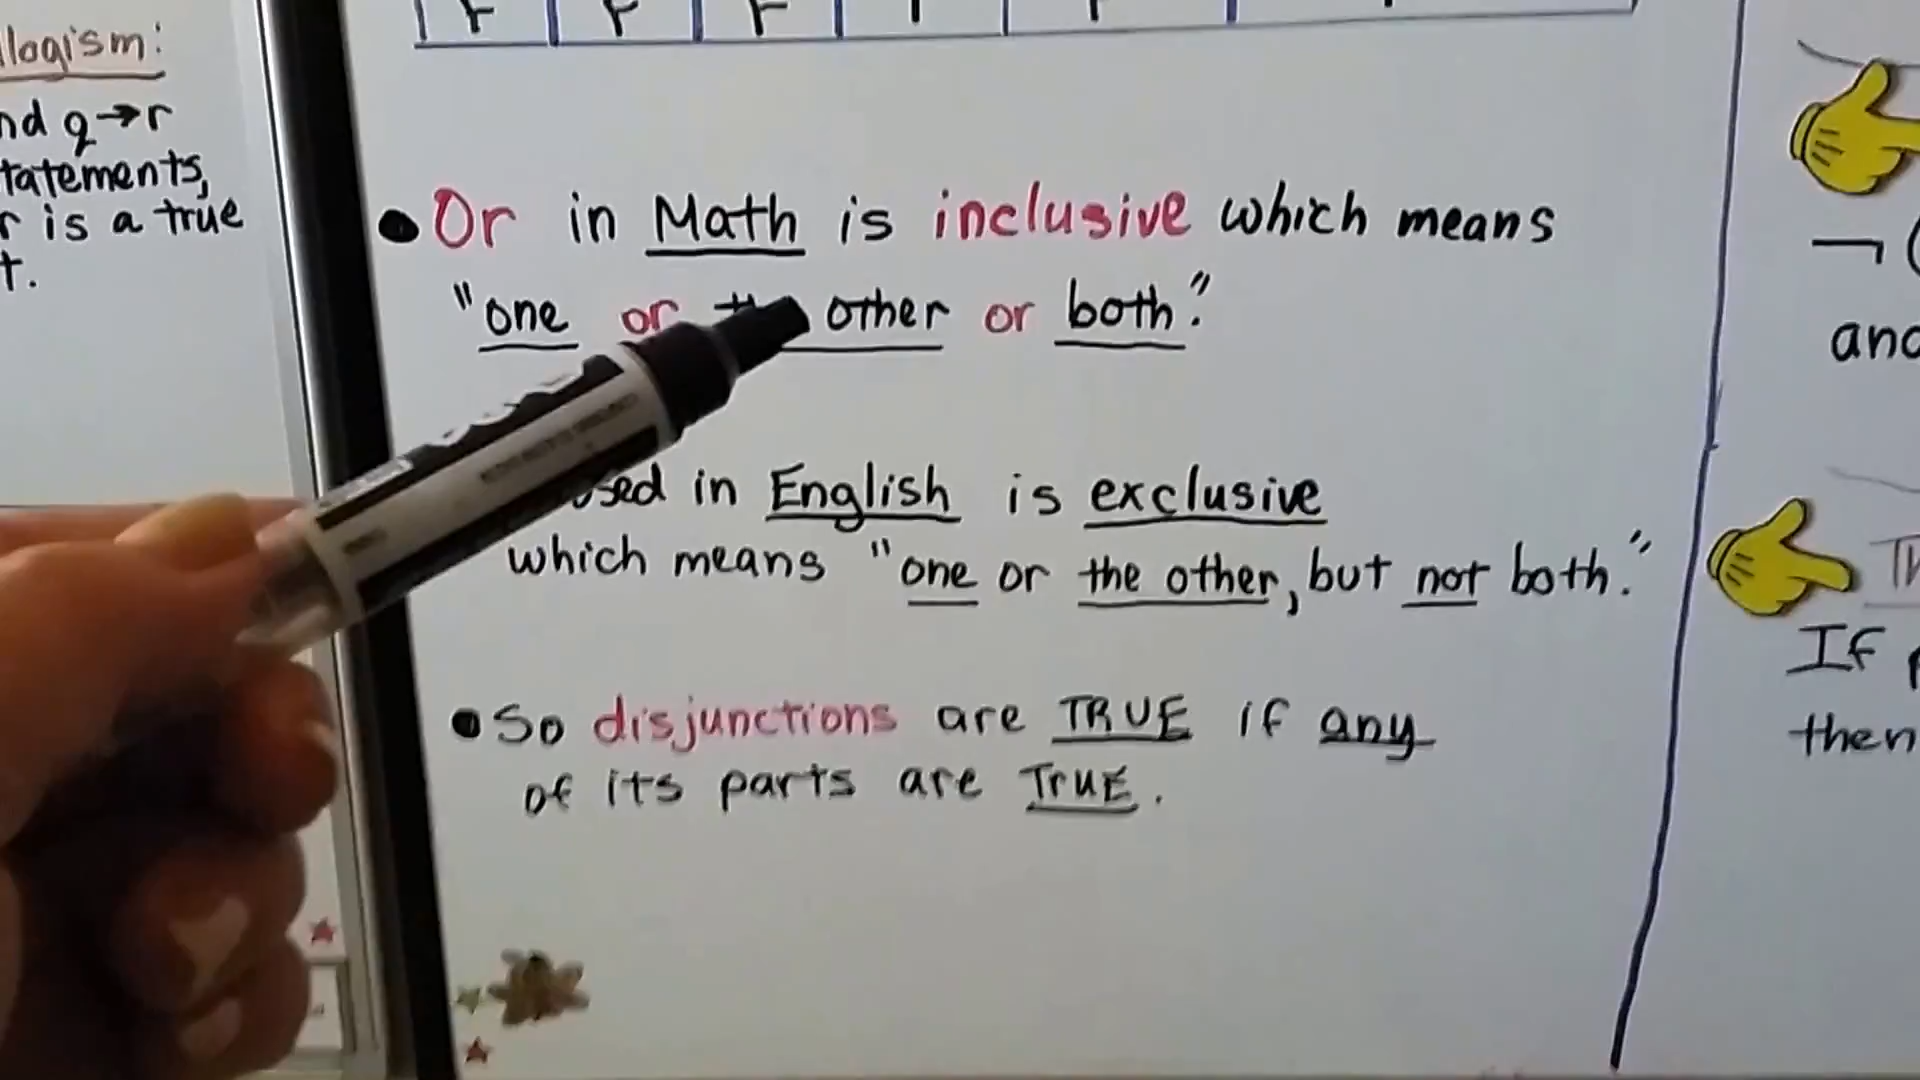 logism:
nd q→r
tatements,
r is a true
t.
F F F
• Or in Math is inclusive which means
"one or other or both."
used in English is exclusive
which means "one or the other, but not both."
• So disjunctions are TRUE if any
of its parts are TRUE.
¬ (
and
If
then